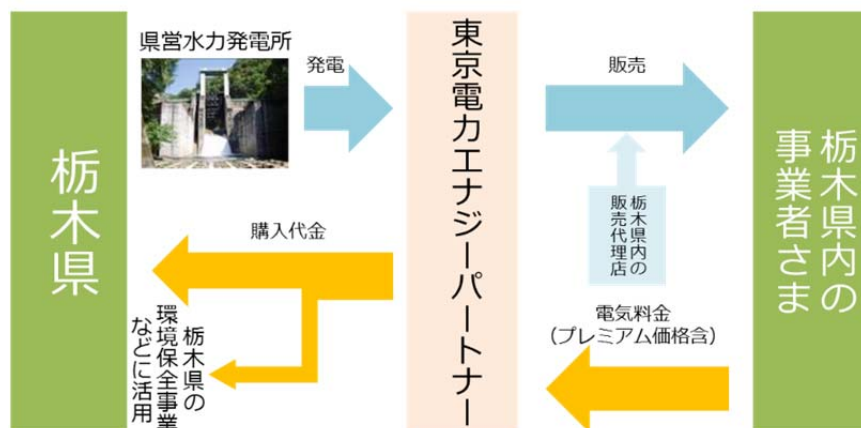 栃木県
県営水力発電所
発電
購入代金
栃木県の
環境保全事業
などに活用
東京電力エナジーパートナー
販売
栃木県内の
販売代理店
電気料金
(プレミアム価格含)
栃木県内の
事業者さま